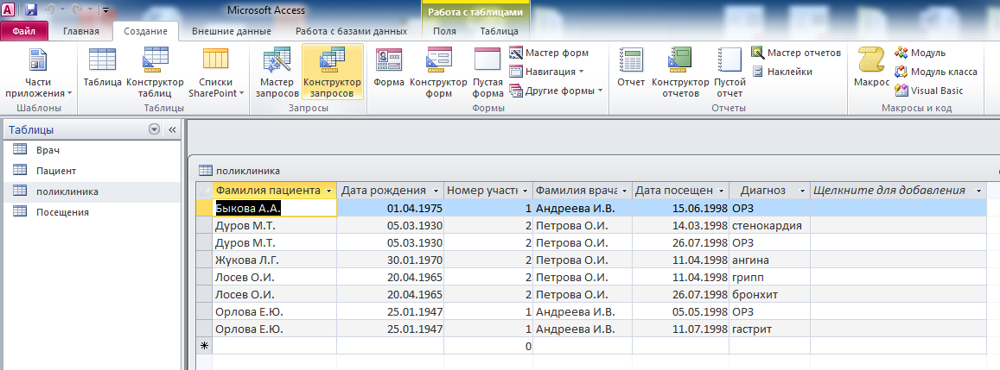 Microsoft Access
Работа с таблицами
Файл Главная Создание Внешние данные Работа с базами данных Поля Таблица
Части приложения
Таблица
Конструктор таблиц
Списки SharePoint
Мастер запросов
Конструктор запросов
Форма
Конструктор форм
Пустая форма
Мастер форм
Навигация
Другие формы
Отчет
Конструктор отчетов
Пустой отчет
Мастер отчетов
Наклейки
Макрос
Модуль
Модуль класса
Visual Basic
Шаблоны Таблицы Запросы Формы Отчеты Макросы и код
Таблицы
Врач
Пациент
поликлиника
Посещения
поликлиника
Фамилия пациента Дата рождения Номер участн Фамилия врача Дата посещен Диагноз Щелкните для добавления
Быкова А.А. 01.04.1975 1 Андреева И.В. 15.06.1998 ОРЗ
Дуров М.Т. 05.03.1930 2 Петрова О.И. 14.03.1998 стенокардия
Дуров М.Т. 05.03.1930 2 Петрова О.И. 26.07.1998 ОРЗ
Жукова Л.Г. 30.01.1970 2 Петрова О.И. 11.04.1998 ангина
Лосев О.И. 20.04.1965 2 Петрова О.И. 11.04.1998 грипп
Лосев О.И. 20.04.1965 2 Петрова О.И. 26.07.1998 бронхит
Орлова Е.Ю. 25.01.1947 1 Андреева И.В. 05.05.1998 ОРЗ
Орлова Е.Ю. 25.01.1947 1 Андреева И.В. 11.07.1998 гастрит
0